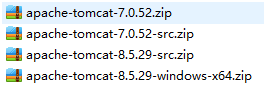 apache-tomcat-7.0.52.zip
apache-tomcat-7.0.52-src.zip
apache-tomcat-8.5.29-src.zip
apache-tomcat-8.5.29-windows-x64.zip